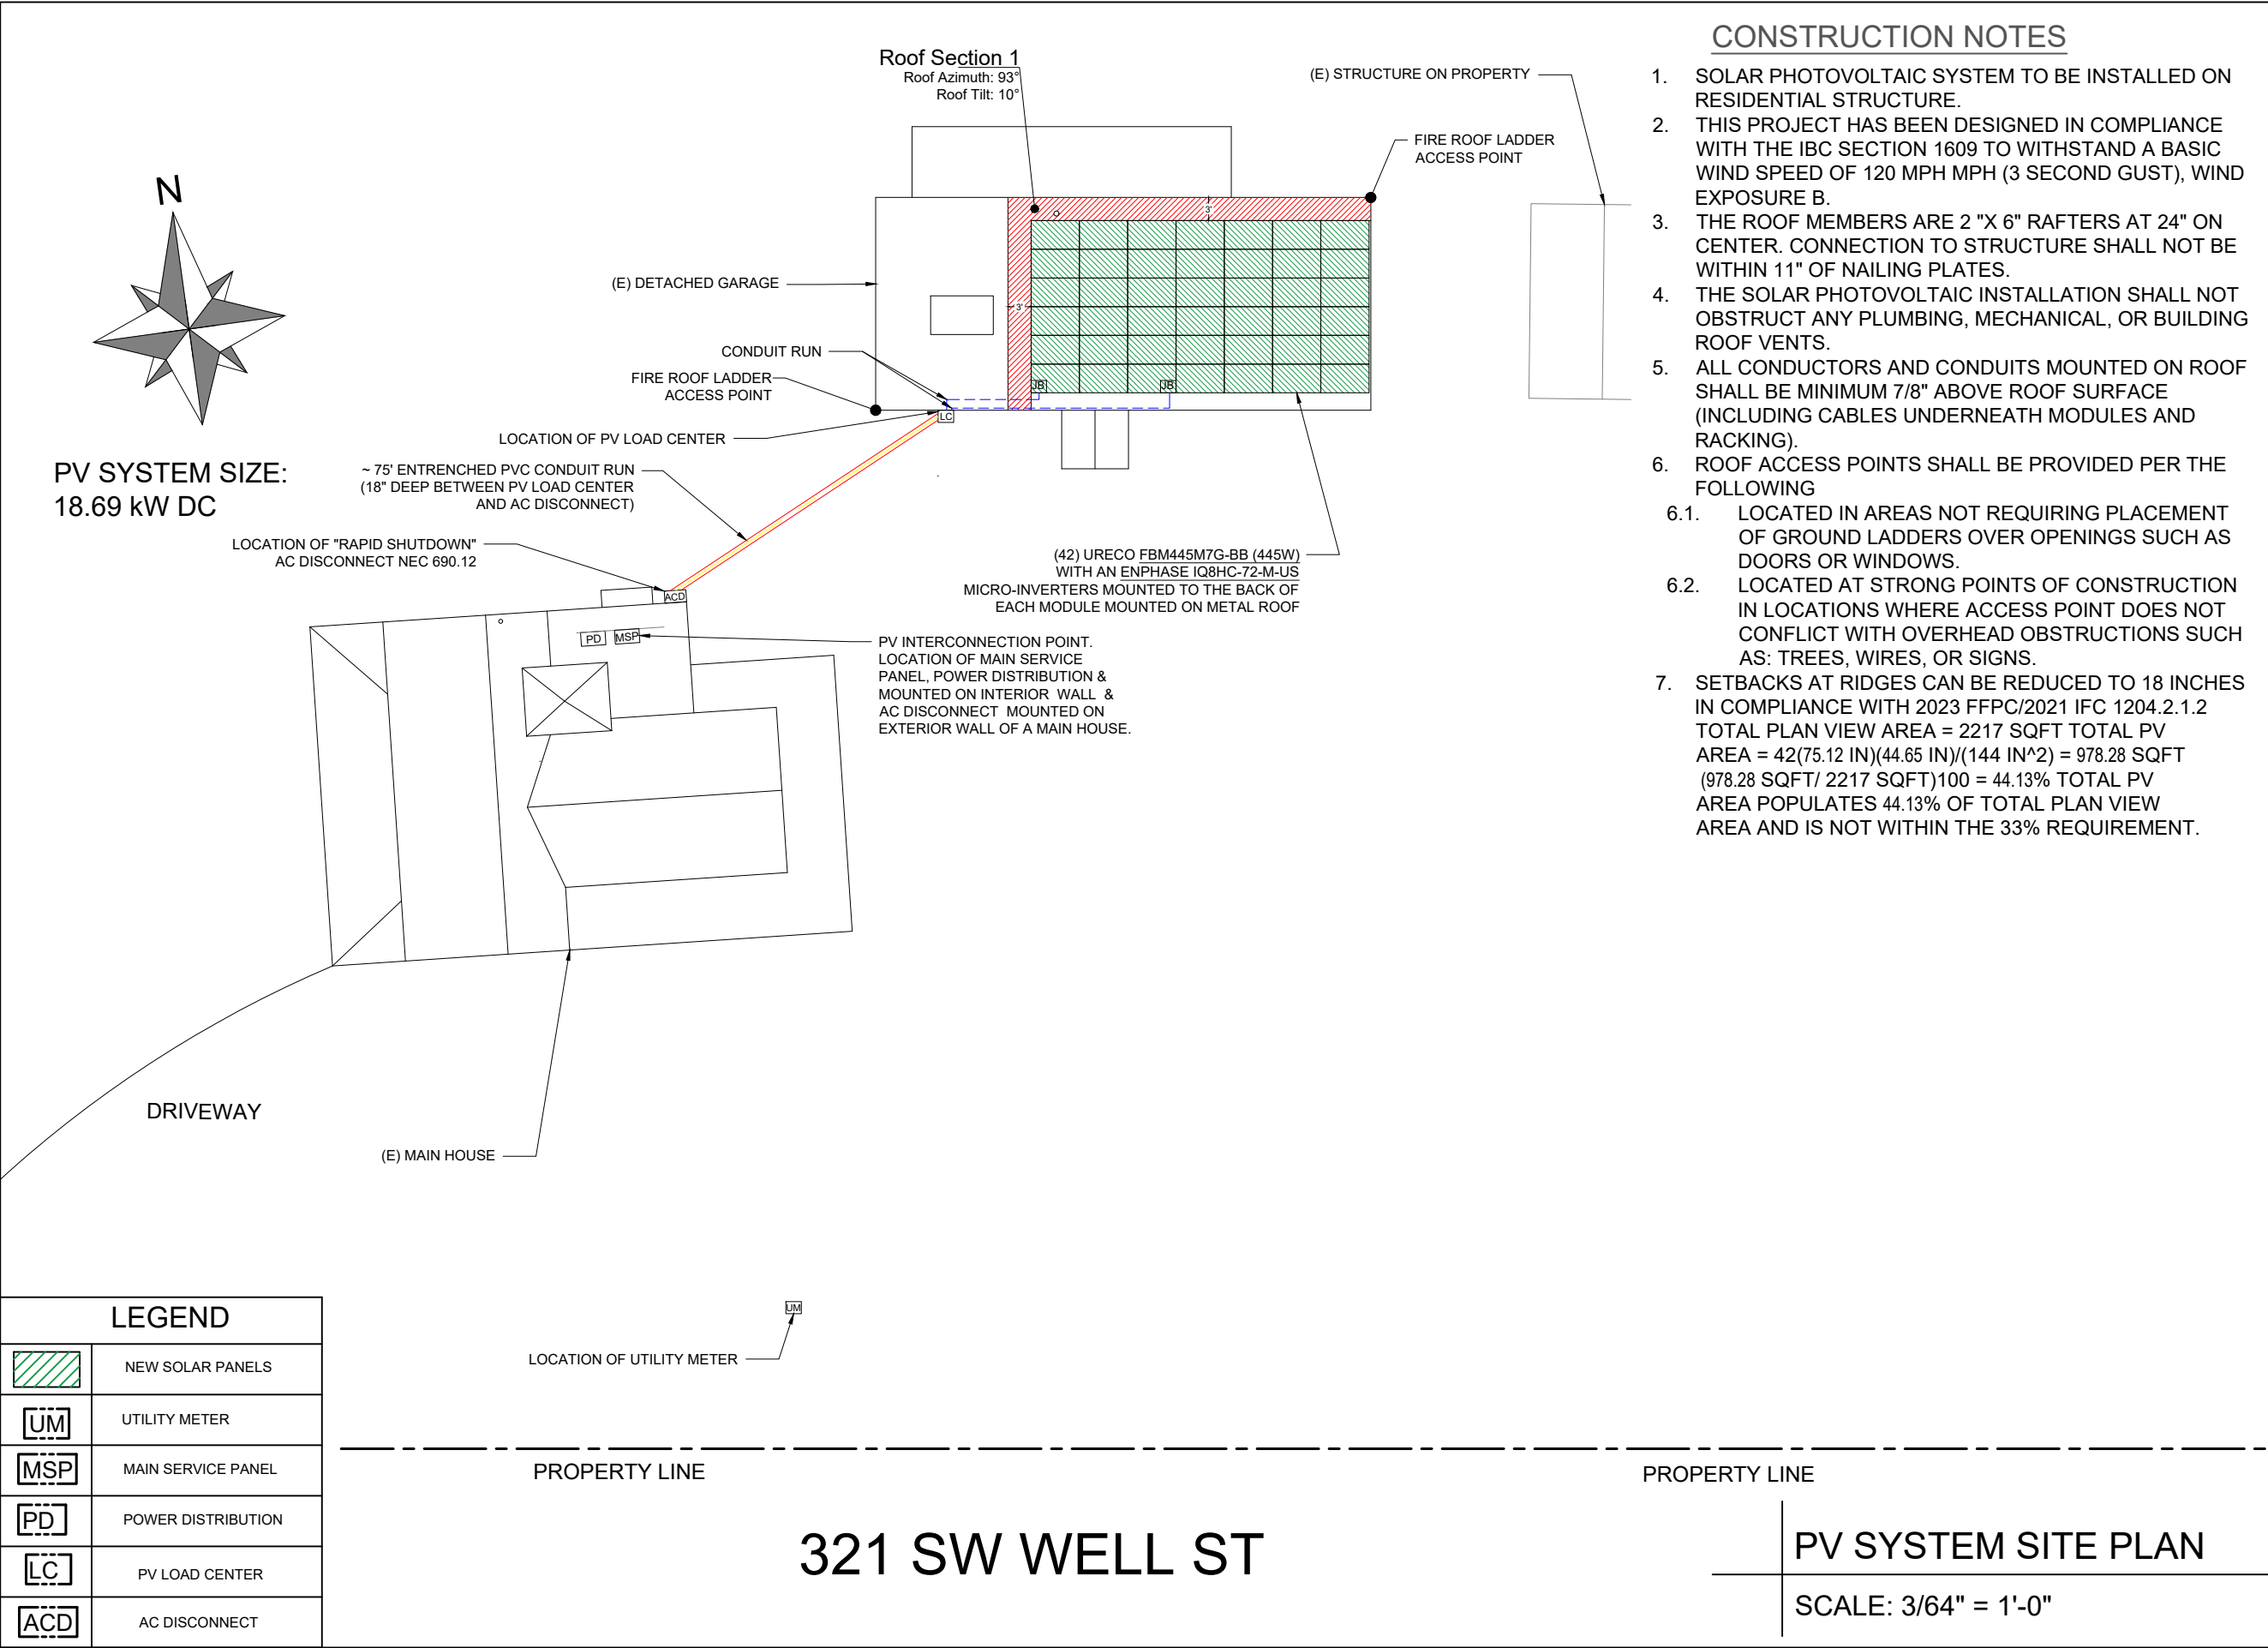 CONSTRUCTION NOTES
1. SOLAR PHOTOVOLTAIC SYSTEM TO BE INSTALLED ON
RESIDENTIAL STRUCTURE.
2. THIS PROJECT HAS BEEN DESIGNED IN COMPLIANCE
WITH THE IBC SECTION 1609 TO WITHSTAND A BASIC
WIND SPEED OF 120 MPH MPH (3 SECOND GUST), WIND
EXPOSURE B.
3. THE ROOF MEMBERS ARE 2 "X 6" RAFTERS AT 24" ON
CENTER. CONNECTION TO STRUCTURE SHALL NOT BE
WITHIN 11" OF NAILING PLATES.
4. THE SOLAR PHOTOVOLTAIC INSTALLATION SHALL NOT
OBSTRUCT ANY PLUMBING, MECHANICAL, OR BUILDING
ROOF VENTS.
5. ALL CONDUCTORS AND CONDUITS MOUNTED ON ROOF
SHALL BE MINIMUM 7/8" ABOVE ROOF SURFACE
(INCLUDING CABLES UNDERNEATH MODULES AND
RACKING).
6. ROOF ACCESS POINTS SHALL BE PROVIDED PER THE
FOLLOWING
6.1. LOCATED IN AREAS NOT REQUIRING PLACEMENT
OF GROUND LADDERS OVER OPENINGS SUCH AS
DOORS OR WINDOWS.
6.2. LOCATED AT STRONG POINTS OF CONSTRUCTION
IN LOCATIONS WHERE ACCESS POINT DOES NOT
CONFLICT WITH OVERHEAD OBSTRUCTIONS SUCH
AS: TREES, WIRES, OR SIGNS.
7. SETBACKS AT RIDGES CAN BE REDUCED TO 18 INCHES
IN COMPLIANCE WITH 2023 FFPC/2021 IFC 1204.2.1.2
TOTAL PLAN VIEW AREA = 2217 SQFT TOTAL PV
AREA = 42(75.12 IN)(44.65 IN)/(144 IN^2) = 978.28 SQFT
(978.28 SQFT/ 2217 SQFT)100 = 44.13% TOTAL PV
AREA POPULATES 44.13% OF TOTAL PLAN VIEW
AREA AND IS NOT WITHIN THE 33% REQUIREMENT.
Roof Section 1
Roof Azimuth: 93°
Roof Tilt: 10°
(E) STRUCTURE ON PROPERTY
FIRE ROOF LADDER
ACCESS POINT
N
3'
(E) DETACHED GARAGE
3'
CONDUIT RUN
FIRE ROOF LADDER
ACCESS POINT
JB
JB
LC
LOCATION OF PV LOAD CENTER
PV SYSTEM SIZE:
18.69 kW DC
~ 75' ENTRENCHED PVC CONDUIT RUN
(18" DEEP BETWEEN PV LOAD CENTER
AND AC DISCONNECT)
LOCATION OF "RAPID SHUTDOWN"
AC DISCONNECT NEC 690.12
(42) URECO FBM445M7G-BB (445W)
WITH AN ENPHASE IQ8HC-72-M-US
MICRO-INVERTERS MOUNTED TO THE BACK OF
EACH MODULE MOUNTED ON METAL ROOF
ACD
PD
MSP
PV INTERCONNECTION POINT.
LOCATION OF MAIN SERVICE
PANEL, POWER DISTRIBUTION &
MOUNTED ON INTERIOR WALL &
AC DISCONNECT MOUNTED ON
EXTERIOR WALL OF A MAIN HOUSE.
DRIVEWAY
(E) MAIN HOUSE
UM
LOCATION OF UTILITY METER
LEGEND
NEW SOLAR PANELS
UM UTILITY METER
MSP MAIN SERVICE PANEL
PD POWER DISTRIBUTION
LC PV LOAD CENTER
ACD AC DISCONNECT
PROPERTY LINE
PROPERTY LINE
321 SW WELL ST
PV SYSTEM SITE PLAN
SCALE: 3/64" = 1'-0"